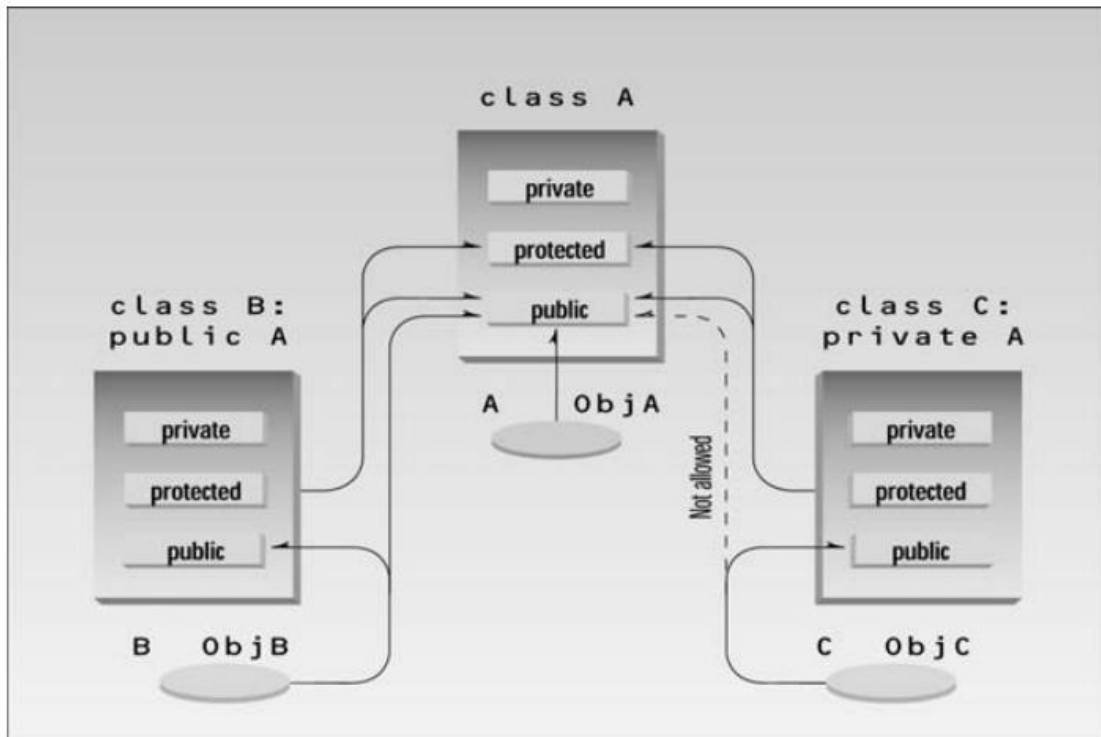 class A
private
protected
public
class B:
public A
private
protected
public
A ObjA
class C:
private A
private
protected
public
Not allowed
B ObjB
C ObjC